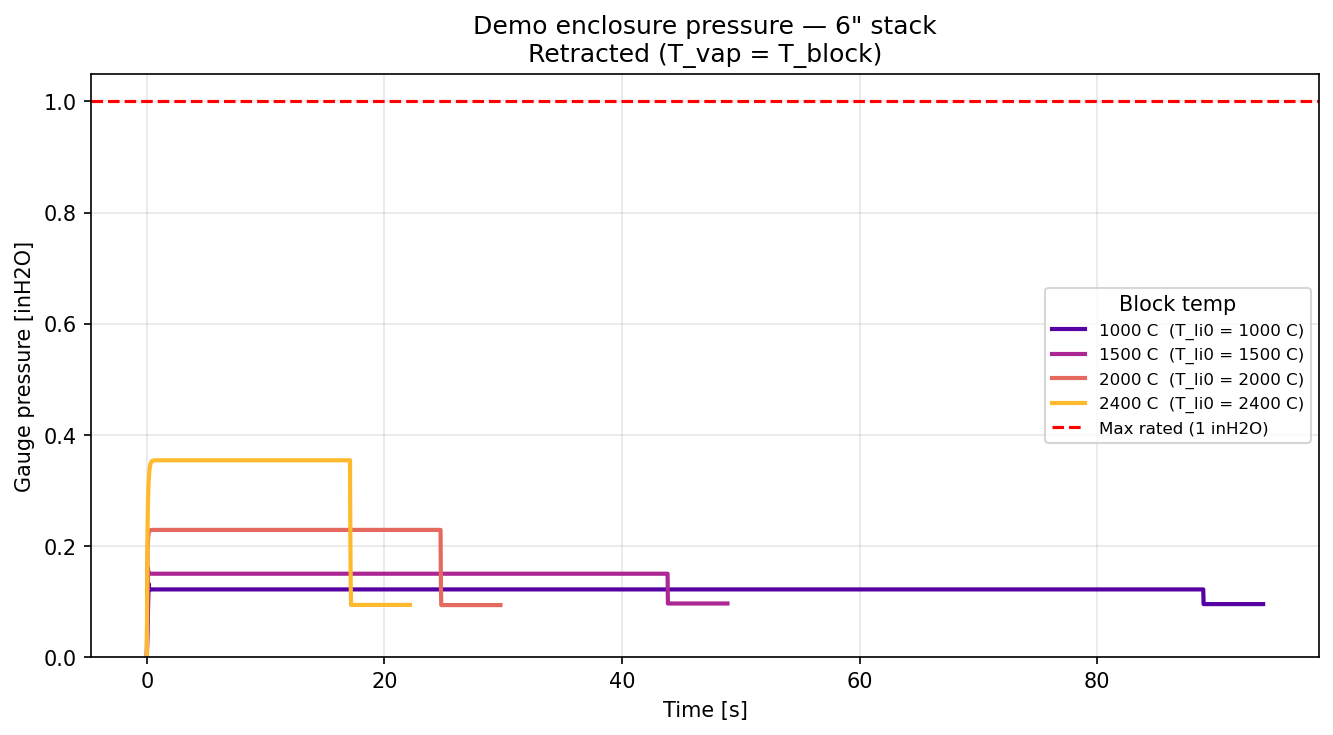 Demo enclosure pressure — 6" stack
Retracted (T_vap = T_block)
Gauge pressure [inH2O]
1.0
0.8
0.6
0.4
0.2
0.0
Block temp
1000 C  (T_li0 = 1000 C)
1500 C  (T_li0 = 1500 C)
2000 C  (T_li0 = 2000 C)
2400 C  (T_li0 = 2400 C)
Max rated (1 inH2O)
0 20 40 60 80
Time [s]